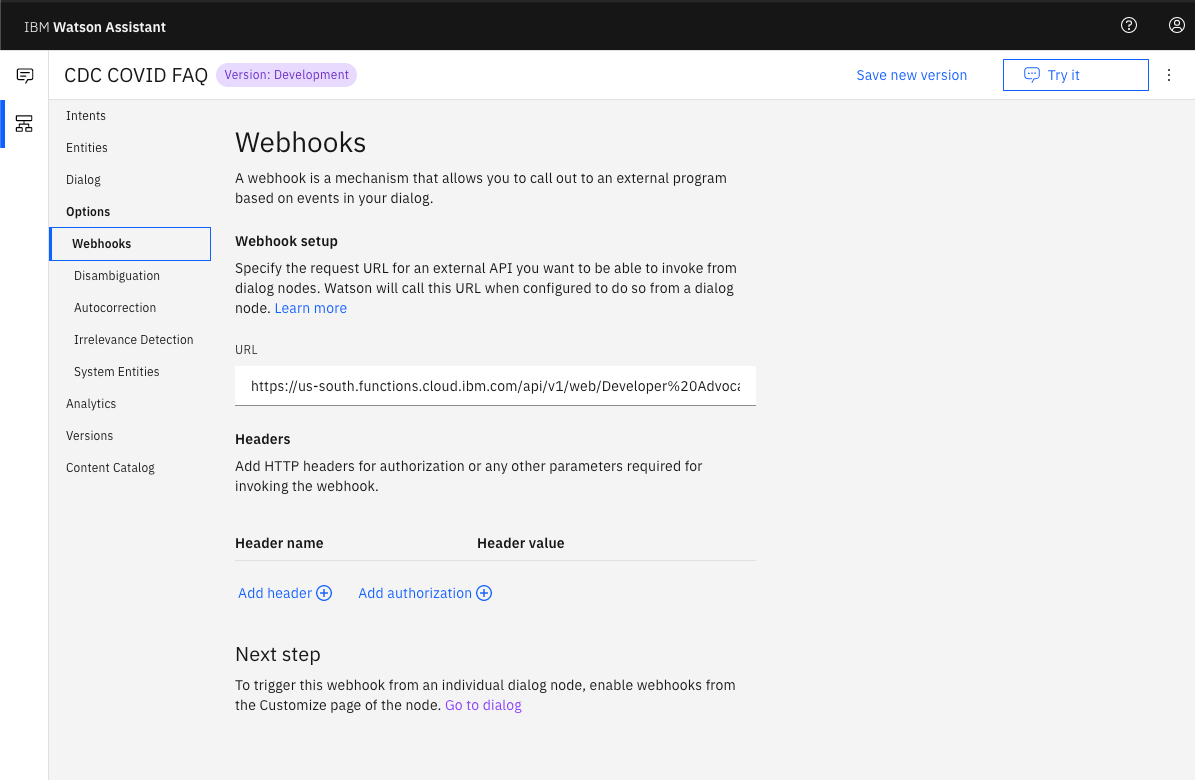 IBM Watson Assistant
CDC COVID FAQ
Version: Development
Save new version
Try it
Intents
Entities
Dialog
Options
Webhooks
Disambiguation
Autocorrection
Irrelevance Detection
System Entities
Analytics
Versions
Content Catalog
Webhooks
A webhook is a mechanism that allows you to call out to an external program
based on events in your dialog.
Webhook setup
Specify the request URL for an external API you want to be able to invoke from
dialog nodes. Watson will call this URL when configured to do so from a dialog
node. Learn more
URL
https://us-south.functions.cloud.ibm.com/api/v1/web/Developer%20Advoca
Headers
Add HTTP headers for authorization or any other parameters required for
invoking the webhook.
Header name Header value
Add header Add authorization
Next step
To trigger this webhook from an individual dialog node, enable webhooks from
the Customize page of the node. Go to dialog